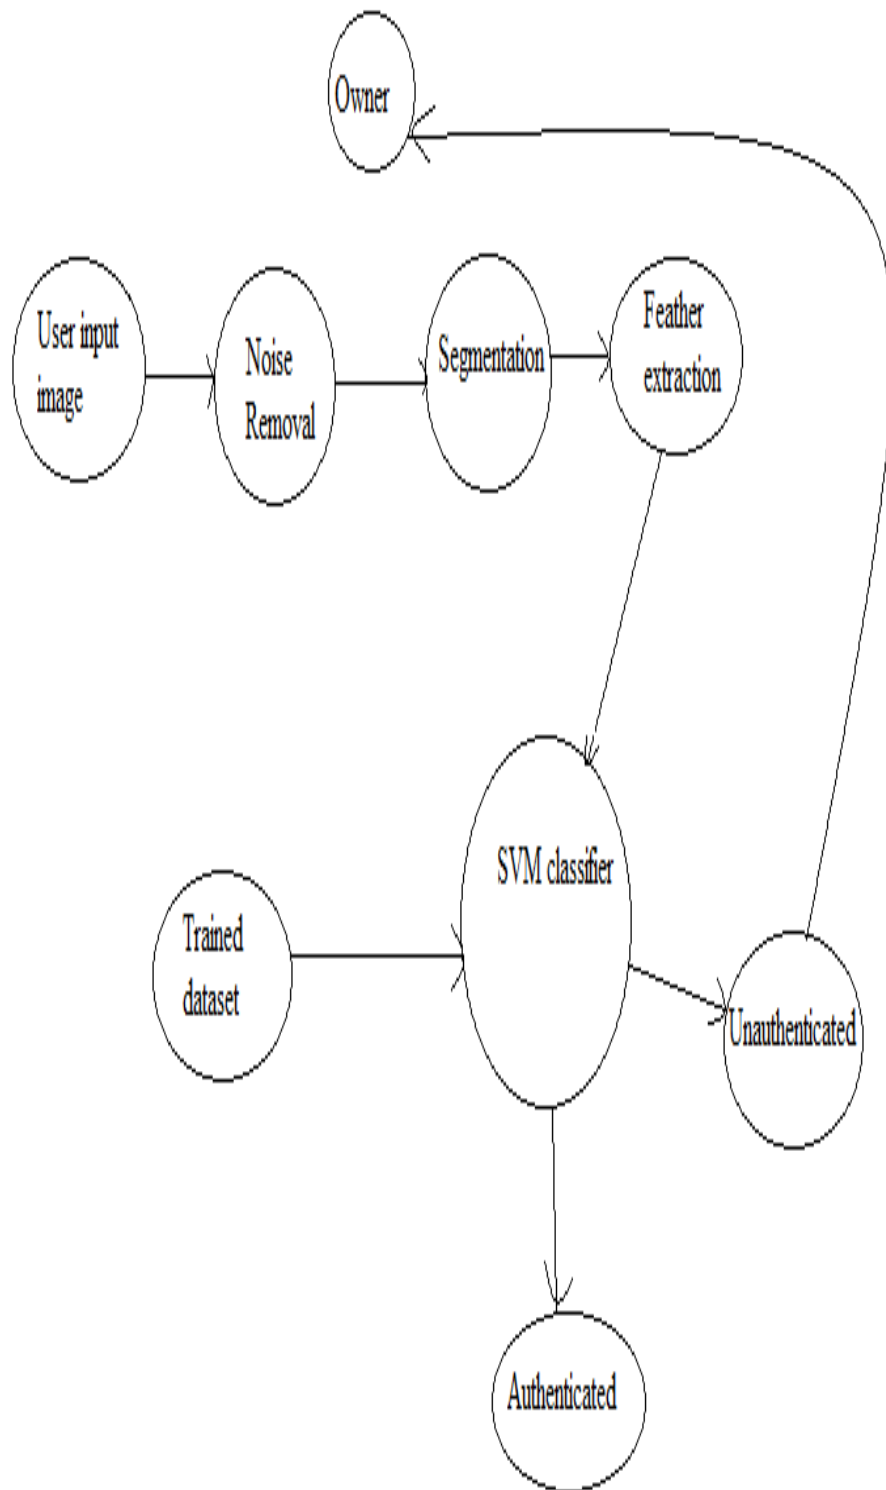 Owner
User input
image
Noise
Removal
Segmentation
Feather
extraction
SVM classifier
Trained
dataset
Unauthenticated
Authenticated